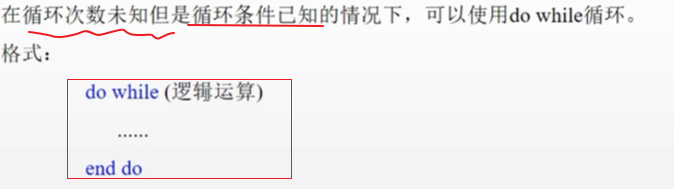 在循环次数未知但是循环条件已知的情况下，可以使用do while循环。
格式：
do while (逻辑运算)
······
end do